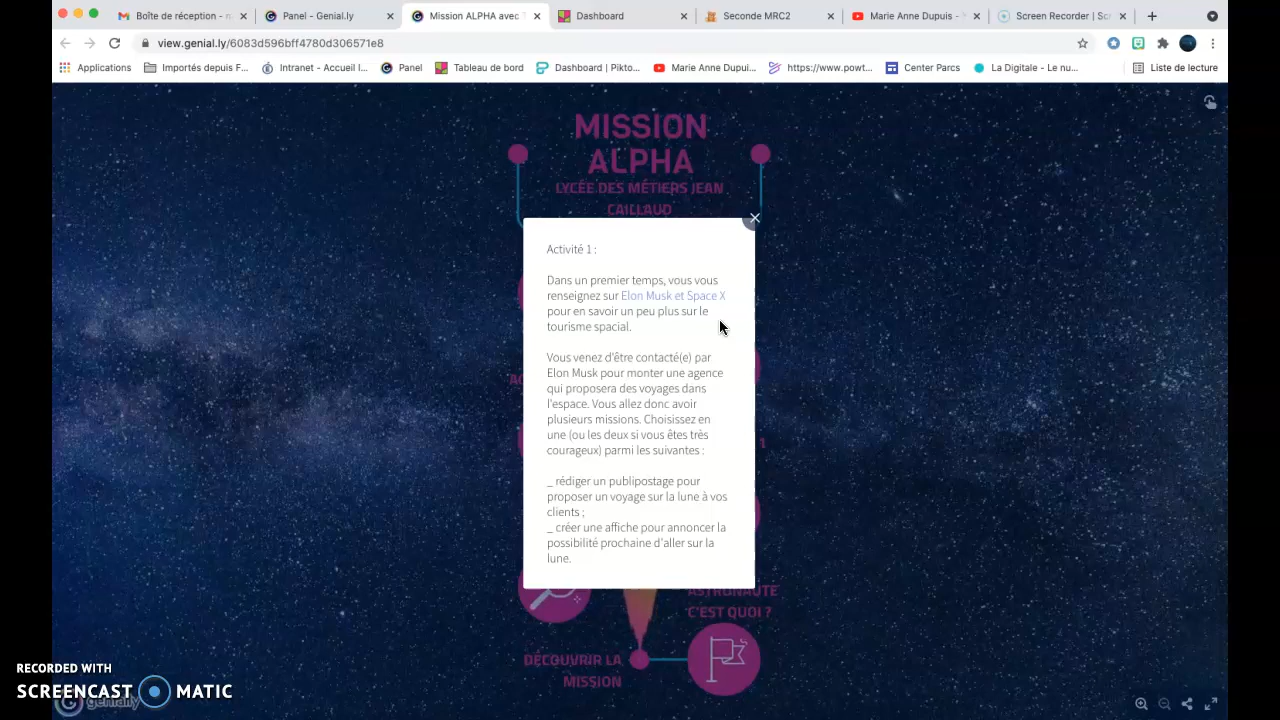 Boîte de réception - n
Panel - Genial.ly
Mission ALPHA avec T
Dashboard
Seconde MRC2
Marie Anne Dupuis -
Screen Recorder | Scr
view.genial.ly/6083d596bff4780d306571e8
Applications
Importés depuis F...
Intranet - Accueil I...
Panel
Tableau de bord
Dashboard | Pikto...
Marie Anne Dupui...
https://www.powt...
Center Parcs
La Digitale - Le nu...
Liste de lecture
MISSION
ALPHA
LYCÉE DES MÉTIERS JEAN
CAILLAUD
Activité 1 :
Dans un premier temps, vous vous
renseignez sur Elon Musk et Space X
pour en savoir un peu plus sur le
tourisme spacial.
Vous venez d'être contacté(e) par
Elon Musk pour monter une agence
qui proposera des voyages dans
l'espace. Vous allez donc avoir
plusieurs missions. Choisissez en
une (ou les deux si vous êtes très
courageux) parmi les suivantes :
_ rédiger un publipostage pour
proposer un voyage sur la lune à vos
clients ;
_ créer une affiche pour annoncer la
possibilité prochaine d'aller sur la
lune.
AC
1
ASTRONAUTE
C'EST QUOI ?
DÉCOUVRIR LA
MISSION
RECORDED WITH
SCREENCAST MATIC
genially